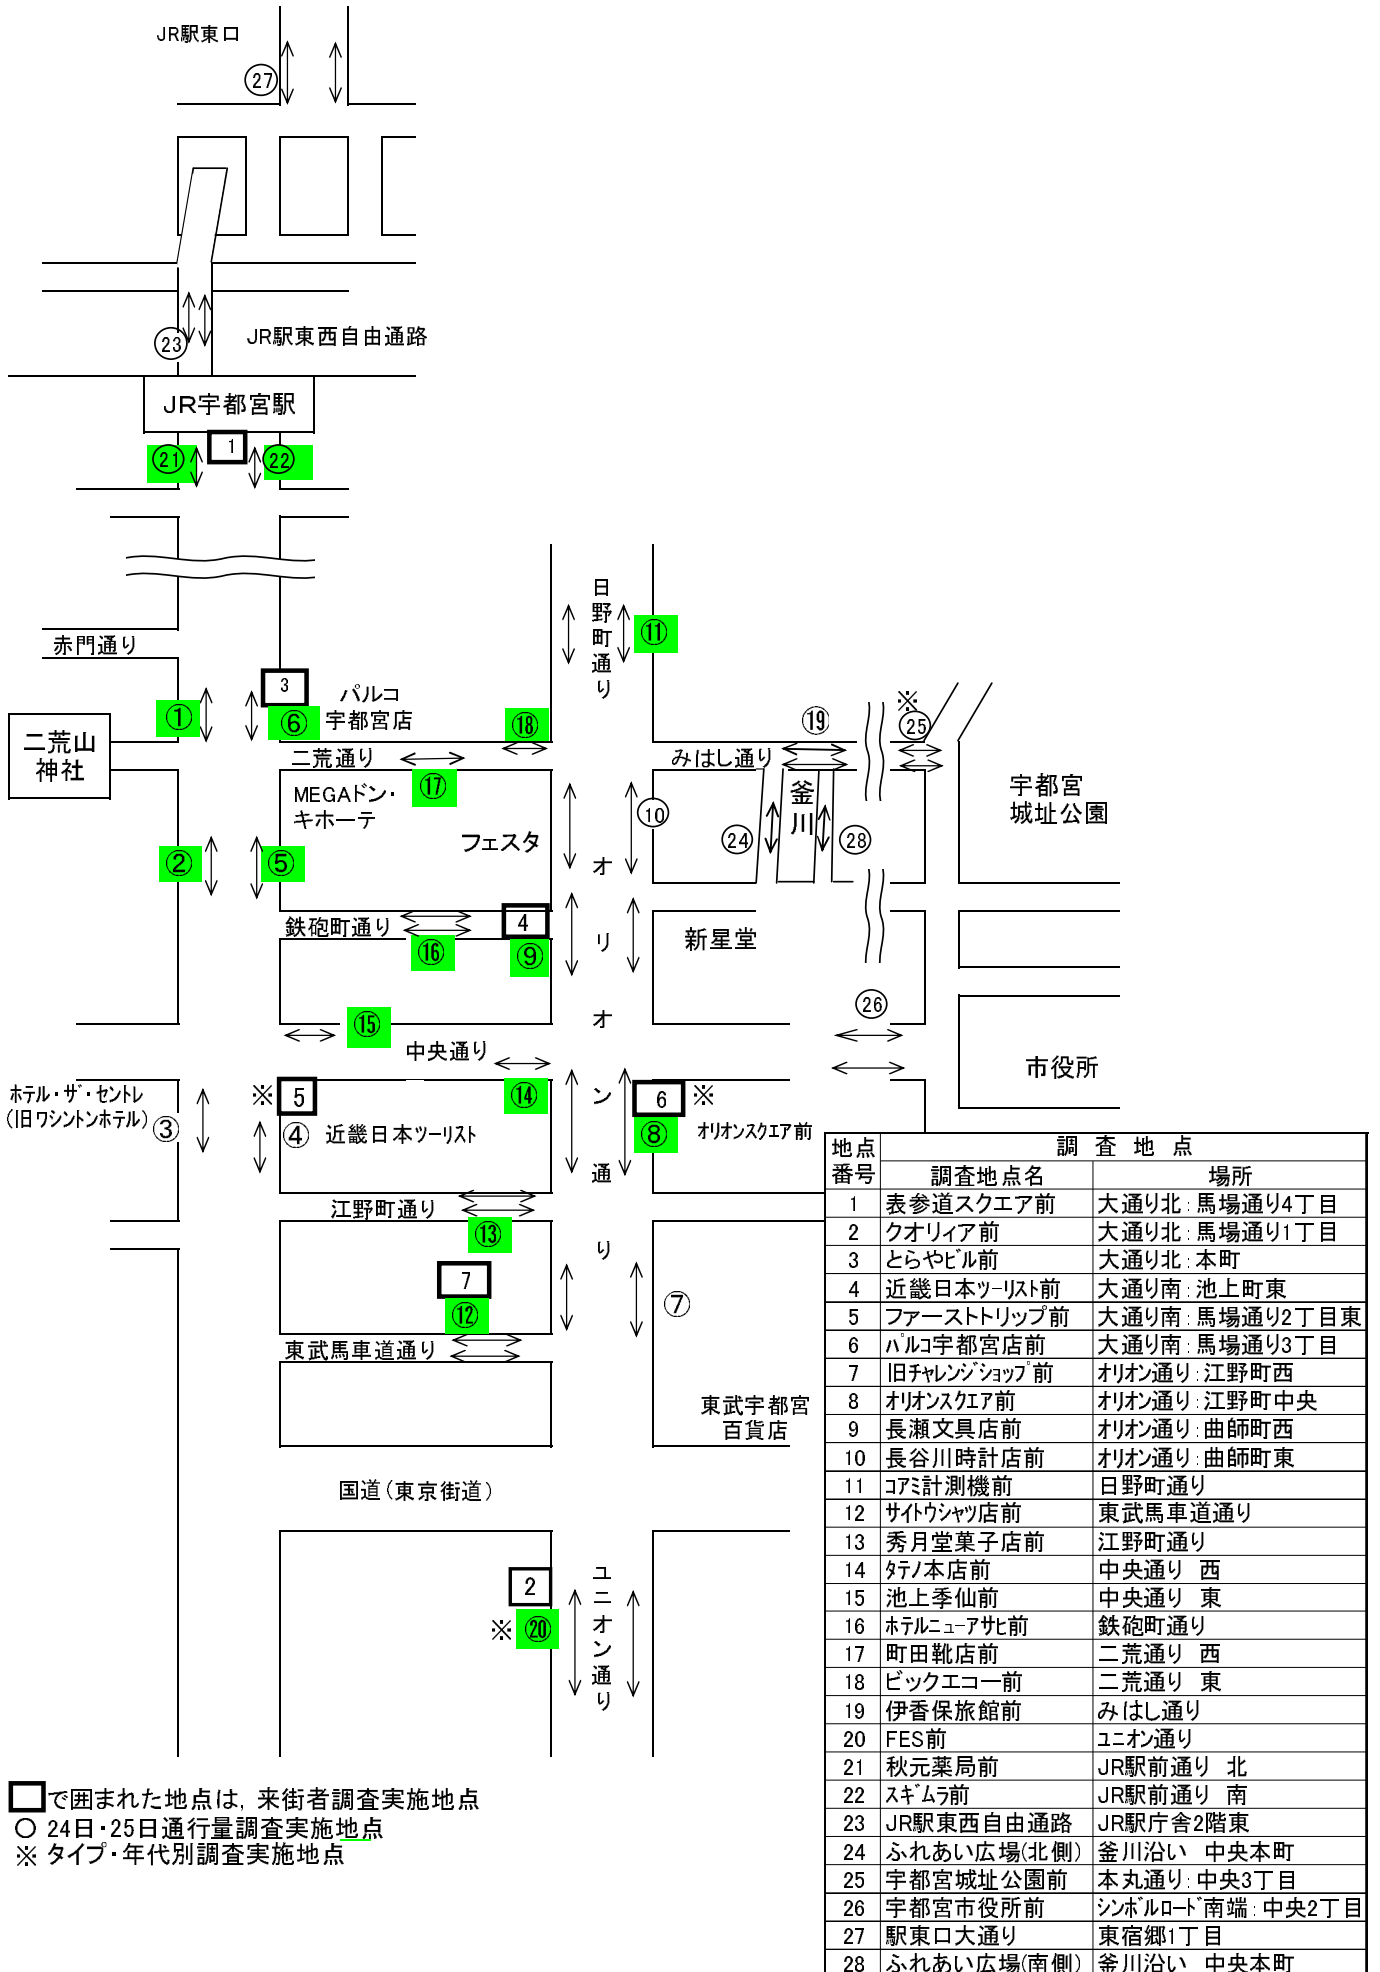 JR駅東口
27
23
JR駅東西自由通路
JR宇都宮駅
1
21
22
日野町通り
⑪
赤門通り
3
パルコ
宇都宮店
①
⑥
⑱
⑲
※
25
二荒山
神社
二荒通り
みはし通り
⑰
MEGAドン・
キホーテ
フェスタ
10
釜川
24
28
宇都宮
城址公園
②
⑤
オリオン通り
鉄砲町通り
4
⑯
⑨
新星堂
26
⑮
中央通り
市役所
ホテル・ザ・セントレ
(旧ワシントンホテル)
③
※
5
④
近畿日本ツーリスト
⑭
6
※
⑧
オリオンスクエア前
江野町通り
⑬
7
⑫
⑦
東武馬車道通り
東武宇都宮
百貨店
国道(東京街道)
2
※
⑳
ユニオン通り
□で囲まれた地点は，来街者調査実施地点
○ 24日・25日通行量調査実施地点
※ タイプ・年代別調査実施地点
地点番号 調査地点
調査地点名 場所
1 表参道スクエア前 大通り北：馬場通り4丁目
2 クオリィア前 大通り北：馬場通り1丁目
3 とらやビル前 大通り北：本町
4 近畿日本ツーリスト前 大通り南：池上町東
5 ファーストトリップ前 大通り南：馬場通り2丁目東
6 パルコ宇都宮店前 大通り南：馬場通り3丁目
7 旧チャレンジショップ前 オリオン通り：江野町西
8 オリオンスクエア前 オリオン通り：江野町中央
9 長瀬文具店前 オリオン通り：曲師町西
10 長谷川時計店前 オリオン通り：曲師町東
11 コアミ計測機前 日野町通り
12 サイトウシャツ店前 東武馬車道通り
13 秀月堂菓子店前 江野町通り
14 タテノ本店前 中央通り 西
15 池上季仙前 中央通り 東
16 ホテルニューアサヒ前 鉄砲町通り
17 町田靴店前 二荒通り 西
18 ビックエコー前 二荒通り 東
19 伊香保旅館前 みはし通り
20 FES前 ユニオン通り
21 秋元薬局前 JR駅前通り 北
22 スギムラ前 JR駅前通り 南
23 JR駅東西自由通路 JR駅庁舎2階東
24 ふれあい広場(北側) 釜川沿い 中央本町
25 宇都宮城址公園前 本丸通り：中央3丁目
26 宇都宮市役所前 シンボルロード南端：中央2丁目
27 駅東口大通り 東宿郷1丁目
28 ふれあい広場(南側) 釜川沿い 中央本町